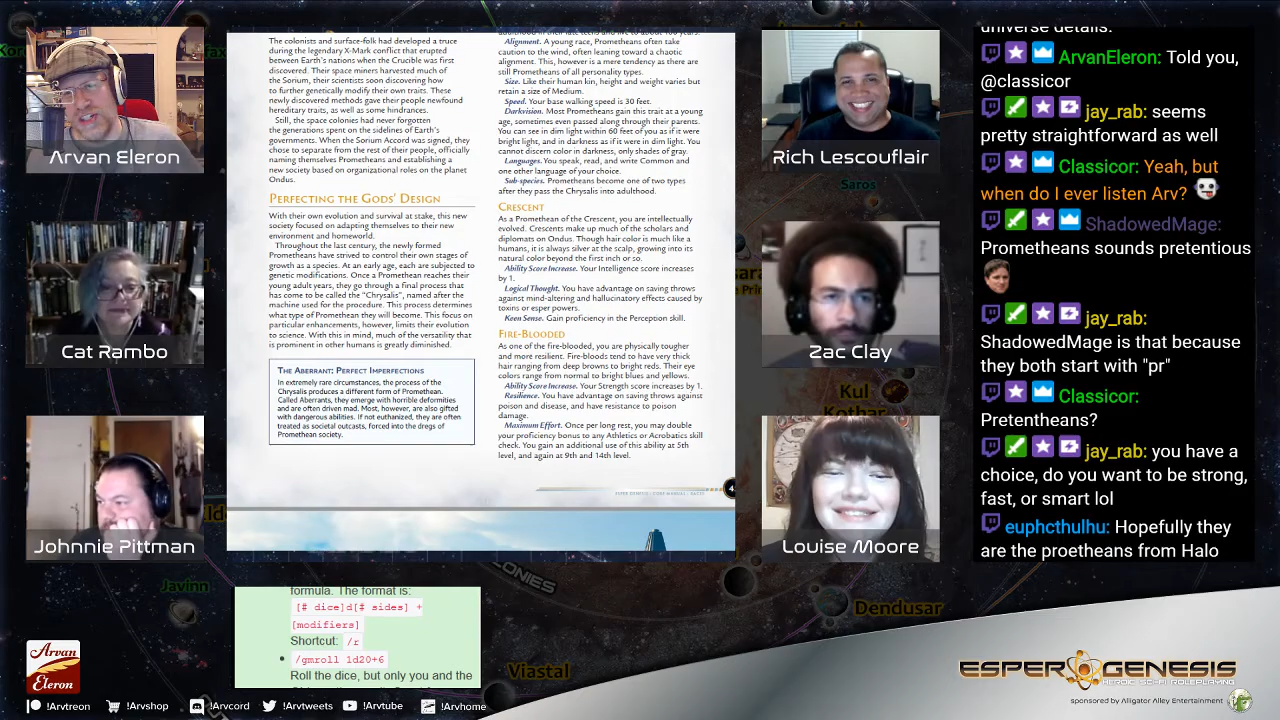 Arvan Eleron
Cat Rambo
Johnnie Pittman
The colonists and surface-folk had developed a truce
during the legendary X-Mark conflict that erupted
between Earth's nations when the Crucible was first
discovered. Their space miners harvested much of
the Sorium, their scientists soon discovering how
to further genetically modify their own traits. These
newly discovered methods gave their people newfound
hereditary traits, as well as some hindrances.
Still, the space colonies had never forgotten
the generations spent on the sidelines of Earth's
governments. When the Sorium Accord was signed, they
chose to separate from the rest of their people, officially
naming themselves Prometheans and establishing a
new society based on organizational roles on the planet
Ondus.
Perfecting the Gods' Design
With their own evolution and survival at stake, this new
society focused on adapting themselves to their new
environment and homeworld.
Throughout the last century, the newly formed
Prometheans have strived to control their own stages of
growth as a species. At an early age, each are subjected to
genetic modifications. Once a Promethean reaches their
young adult years, they go through a final process that
has come to be called the "Chrysalis", named after the
machine used for the procedure. This process determines
what type of Promethean they will become. This focus on
particular enhancements, however, limits their evolution
to science. With this in mind, much of the versatility that
is prominent in other humans is greatly diminished.
The Aberrant: Perfect Imperfections
In extremely rare circumstances, the process of the
Chrysalis produces a different form of Promethean.
Called Aberrants, they emerge with horrible deformities
and are often driven mad. Most, however, are also gifted
with dangerous abilities. If not euthanized, they are often
treated as societal outcasts, forced into the dregs of
Promethean society.
adulthood in their late teens and live to about 100 years.
Alignment. A young race, Prometheans often take
caution to the wind, often leaning toward a chaotic
alignment. This, however is a mere tendency as there are
still Prometheans of all personality types.
Size. Like their human kin, height and weight varies but
retain a size of Medium.
Speed. Your base walking speed is 30 feet.
Darkvision. Most Prometheans gain this trait at a young
age, sometimes even passed along through their parents.
You can see in dim light within 60 feet of you as if it were
bright light, and in darkness as if it were in dim light. You
cannot discern color in darkness, only shades of gray.
Languages. You speak, read, and write Common and
one other language of your choice.
Sub-species. Prometheans become one of two types
after they pass the Chrysalis into adulthood.
Crescent
As a Promethean of the Crescent, you are intellectually
evolved. Crescents make up much of the scholars and
diplomats on Ondus. Though hair color is much like a
humans, it is always silver at the scalp, growing into its
natural color beyond the first inch or so.
Ability Score Increase. Your Intelligence score increases
by 1.
Logical Thought. You have advantage on saving throws
against mind-altering and hallucinatory effects caused by
toxins or esper powers.
Keen Sense. Gain proficiency in the Perception skill.
Fire-Blooded
As one of the fire-blooded, you are physically tougher
and more resilient. Fire-bloods tend to have very thick
hair ranging from deep browns to bright reds. Their eye
colors range from normal to bright blues and yellows.
Ability Score Increase. Your Strength score increases by 1.
Resilience. You have advantage on saving throws against
poison and disease, and have resistance to poison
damage.
Maximum Effort. Once per long rest, you may double
your proficiency bonus to any Athletics or Acrobatics skill
check. You gain an additional use of this ability at 5th
level, and again at 9th and 14th level.
Rich Lescouflair
Saros
Zac Clay
Kul
Kothar
Louise Moore
universe details.
ArvanEleron: Told you,
@classicor
jay_rab: seems
pretty straightforward as well
Classicor: Yeah, but
when do I ever listen Arv?
ShadowedMage:
Prometheans sounds pretentious
jay_rab:
ShadowedMage is that because
they both start with "pr"
Classicor:
Pretentheans?
jay_rab: you have a
choice, do you want to be strong,
fast, or smart lol
euphcthulhu: Hopefully they
are the proetheans from Halo
Javinn
COLONIES
Dendusar
Viastal
formula. The format is:
[# dice]d[# sides] +
[modifiers]
Shortcut: /r
• /gmroll 1d20+6
Roll the dice, but only you and the
Arvan
Eleron
!Arvtreon !Arvshop !Arvcord !Arvtweets !Arvtube !Arvhome
ESPER GENESIS
HEROIC SCI-FI ROLEPLAYING
sponsored by Alligator Alley Entertainment